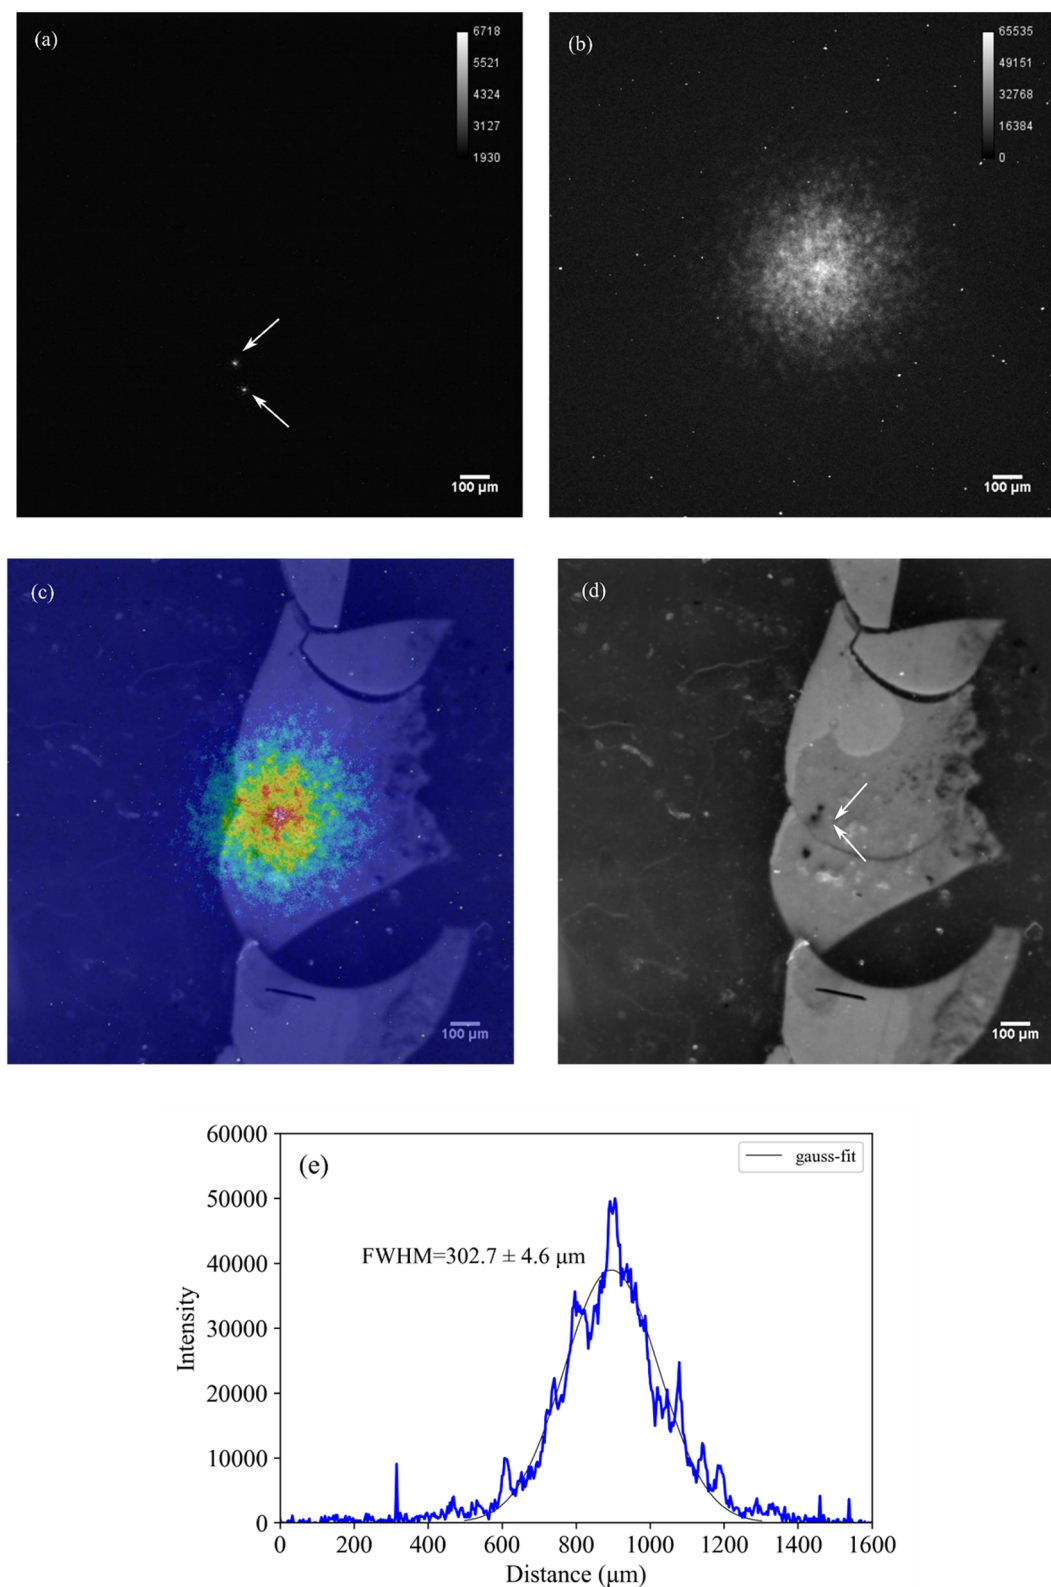 (a)
6718
5521
4324
3127
1930
100 µm
(b)
65535
49151
32768
16384
0
100 µm
(c)
100 µm
(d)
100 µm
(e)
gauss-fit
FWHM=302.7 ± 4.6 µm
60000
50000
40000
30000
20000
10000
0
Intensity
0 200 400 600 800 1000 1200 1400 1600
Distance (µm)